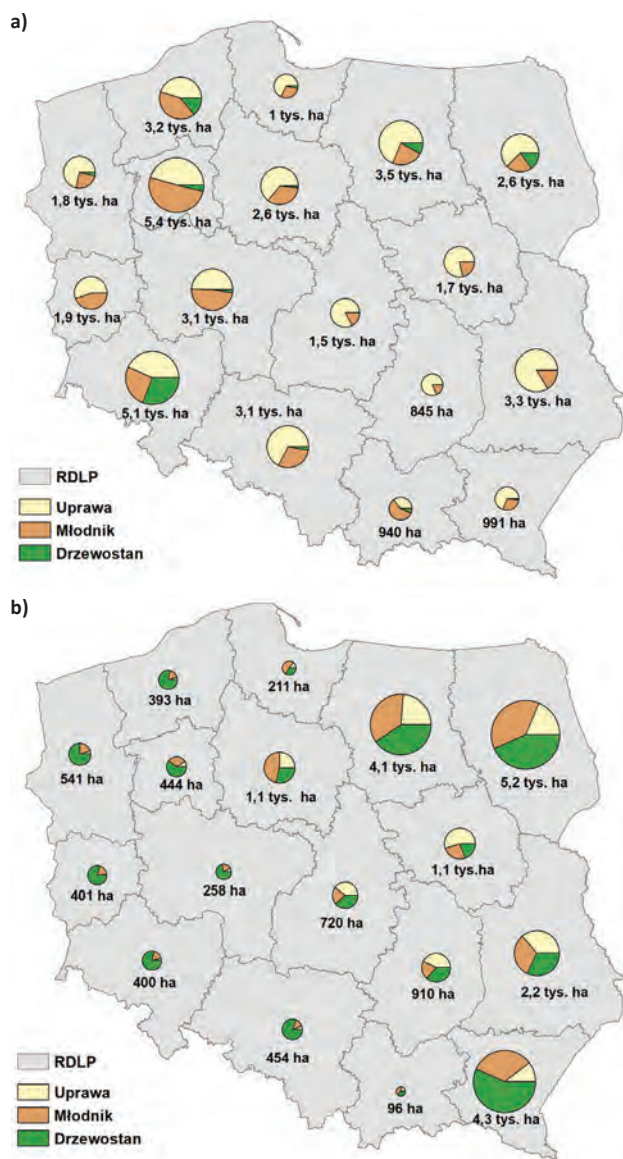 a)
3,2 tys. ha
1 tys. ha
3,5 tys. ha
2,6 tys. ha
1,8 tys. ha
5,4 tys. ha
2,6 tys. ha
1,7 tys. ha
1,9 tys. ha
3,1 tys. ha
1,5 tys. ha
3,3 tys. ha
5,1 tys. ha
3,1 tys. ha
845 ha
940 ha
991 ha
RDLP
Uprawa
Młodnik
Drzewostan
b)
393 ha
211 ha
4,1 tys. ha
5,2 tys. ha
541 ha
444 ha
1,1 tys. ha
1,1 tys.ha
401 ha
258 ha
720 ha
2,2 tys. ha
400 ha
910 ha
454 ha
96 ha
4,3 tys. ha
RDLP
Uprawa
Młodnik
Drzewostan